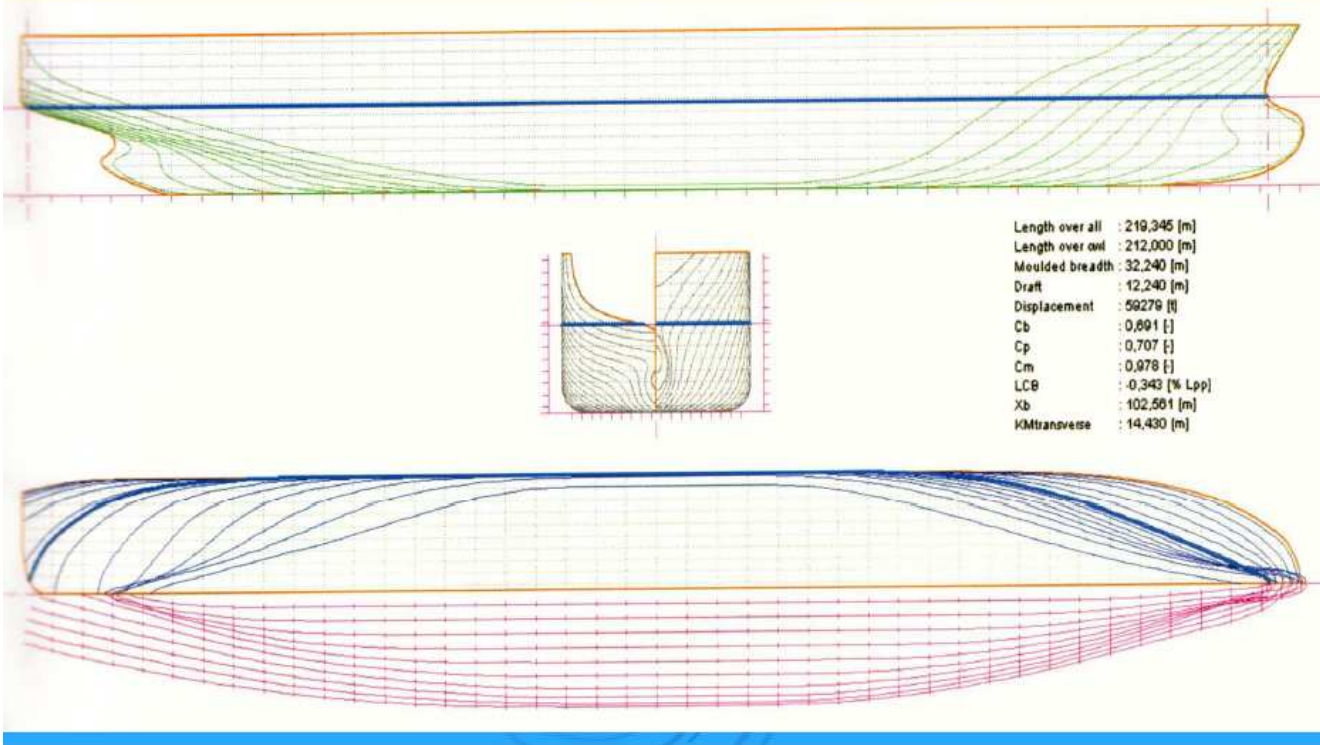 Length over all : 219,345 [m]
Length over owl : 212,000 [m]
Moulded breadth : 32,240 [m]
Draft : 12,240 [m]
Displacement : 59279 [t]
Cb : 0,691 [-]
Cp : 0,707 [-]
Cm : 0,978 [-]
LCB : -0,343 [% Lpp]
Xb : 102,561 [m]
KMtransverse : 14,430 [m]